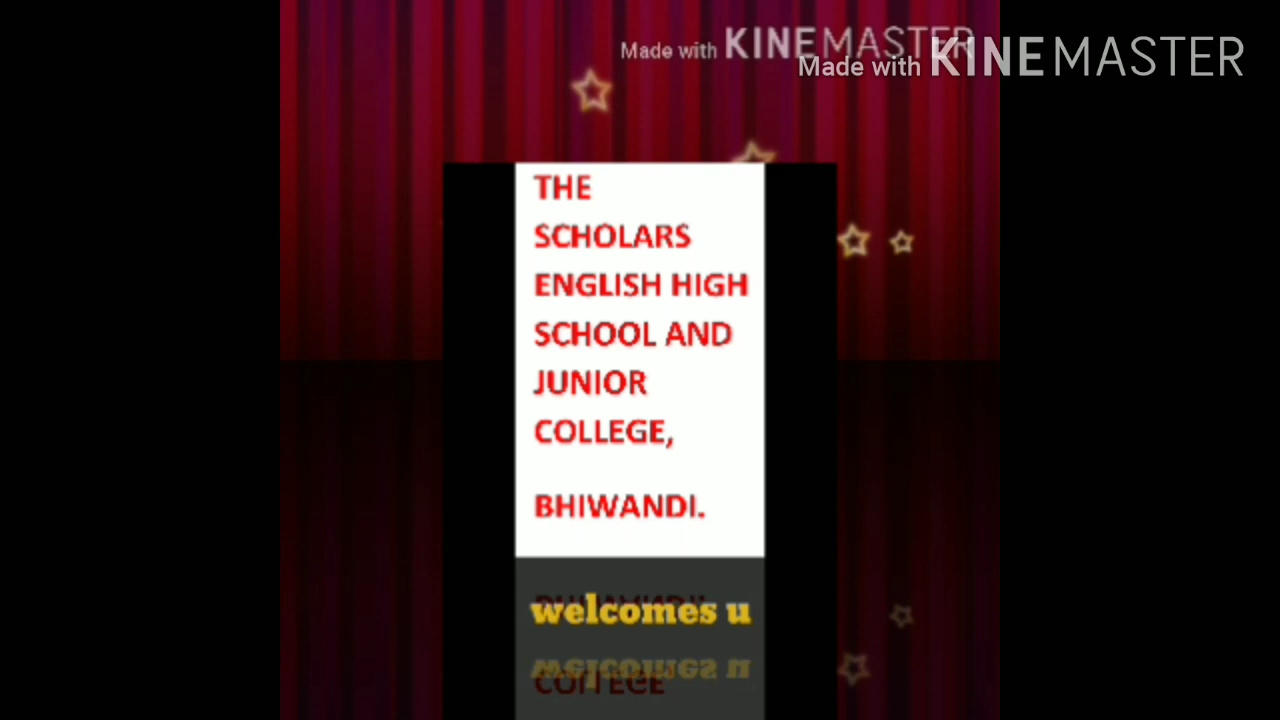 Made with KINEMASTER
Made with KINEMASTER
THE
SCHOLARS
ENGLISH HIGH
SCHOOL AND
JUNIOR
COLLEGE,
BHIWANDI.
welcomes u